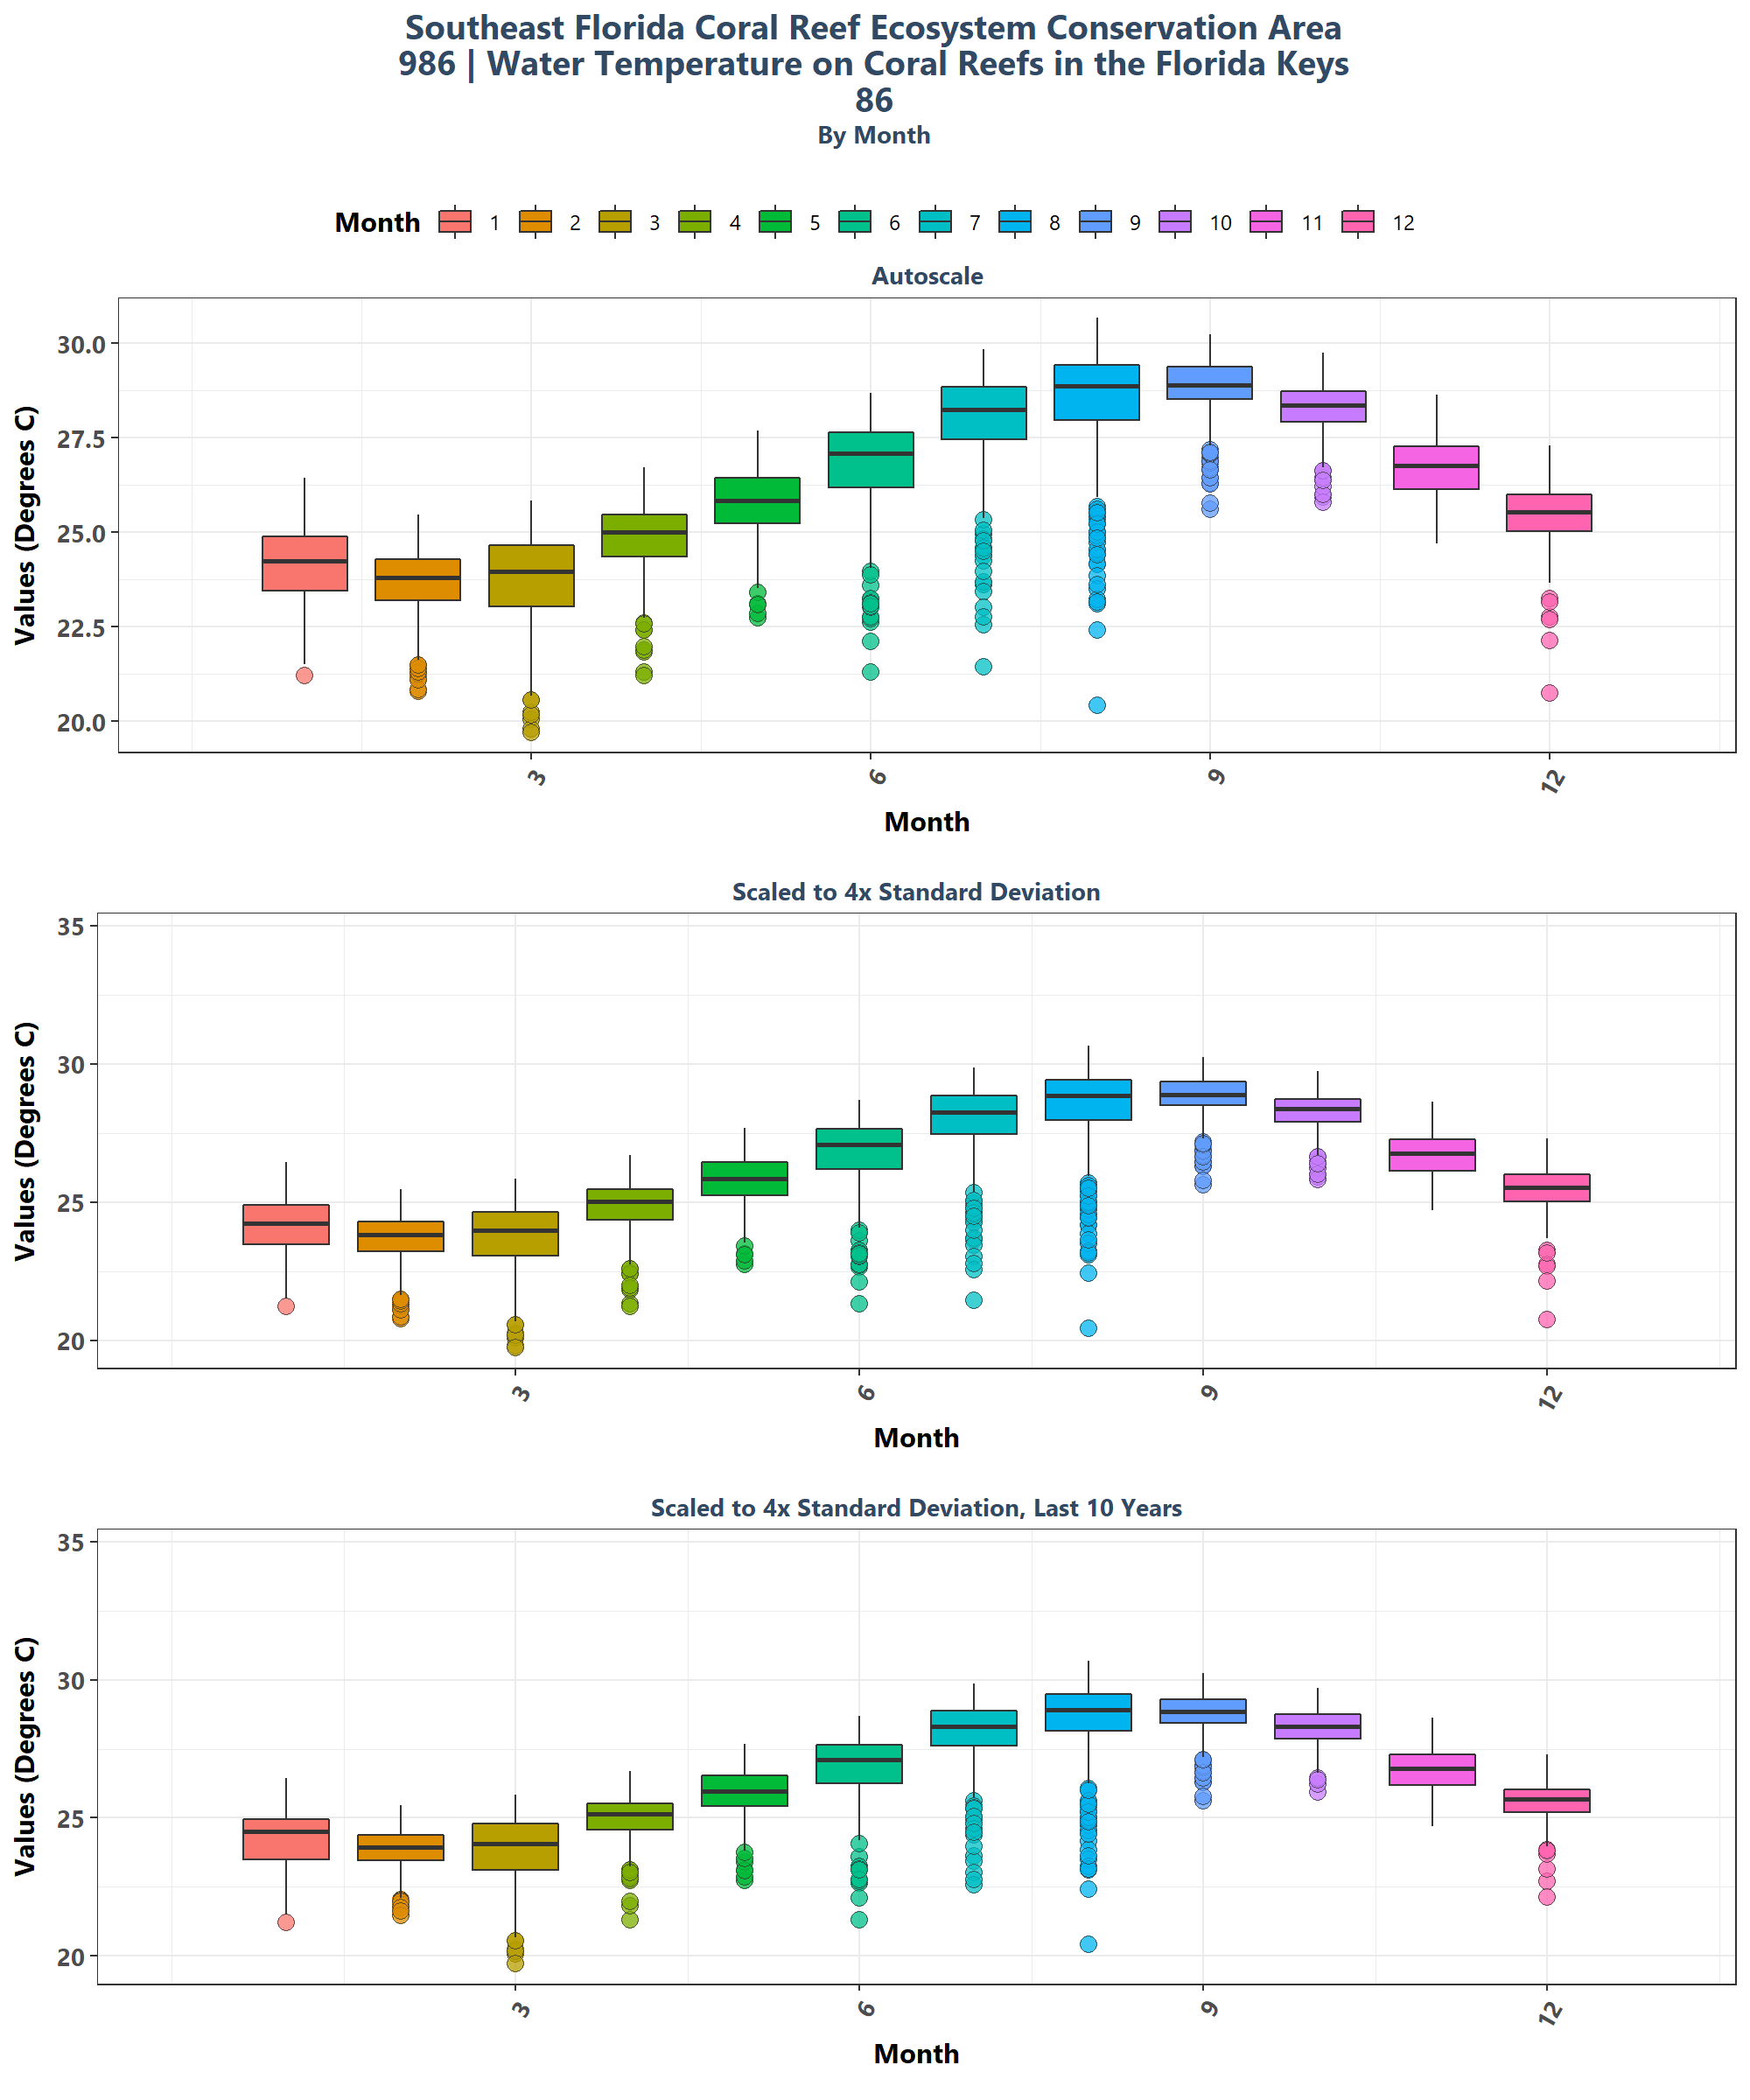 Southeast Florida Coral Reef Ecosystem Conservation Area
986 | Water Temperature on Coral Reefs in the Florida Keys
86
By Month
Month 1 2 3 4 5 6 7 8 9 10 11 12
Autoscale
Values (Degrees C)
30.0
27.5
25.0
22.5
20.0
3 6 9 12
Month
Scaled to 4x Standard Deviation
Values (Degrees C)
35
30
25
20
3 6 9 12
Month
Scaled to 4x Standard Deviation, Last 10 Years
Values (Degrees C)
35
30
25
20
3 6 9 12
Month